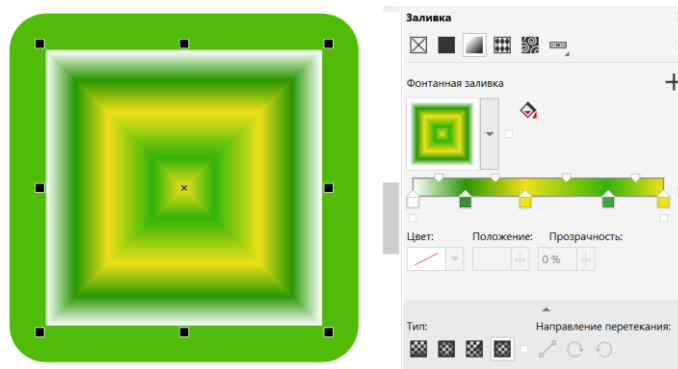 Заливка
Фонтанная заливка
Цвет: Положение: Прозрачность:
0 %
Тип: Направление перетекания: